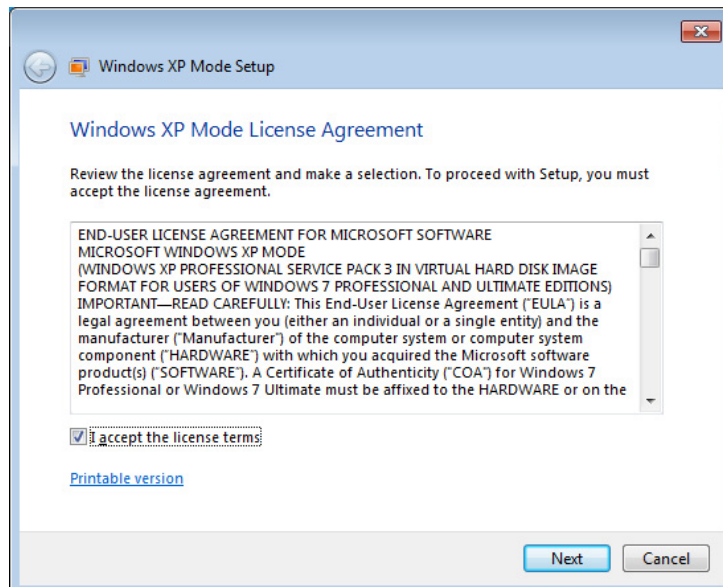 Windows XP Mode Setup
Windows XP Mode License Agreement
Review the license agreement and make a selection. To proceed with Setup, you must
accept the license agreement.
END-USER LICENSE AGREEMENT FOR MICROSOFT SOFTWARE
MICROSOFT WINDOWS XP MODE
(WINDOWS XP PROFESSIONAL SERVICE PACK 3 IN VIRTUAL HARD DISK IMAGE
FORMAT FOR USERS OF WINDOWS 7 PROFESSIONAL AND ULTIMATE EDITIONS)
IMPORTANT—READ CAREFULLY: This End-User License Agreement ("EULA") is a
legal agreement between you (either an individual or a single entity) and the
manufacturer ("Manufacturer") of the computer system or computer system
component ("HARDWARE") with which you acquired the Microsoft software
product(s) ("SOFTWARE"). A Certificate of Authenticity ("COA") for Windows 7
Professional or Windows 7 Ultimate must be affixed to the HARDWARE or on the
I accept the license terms
Printable version
Next
Cancel